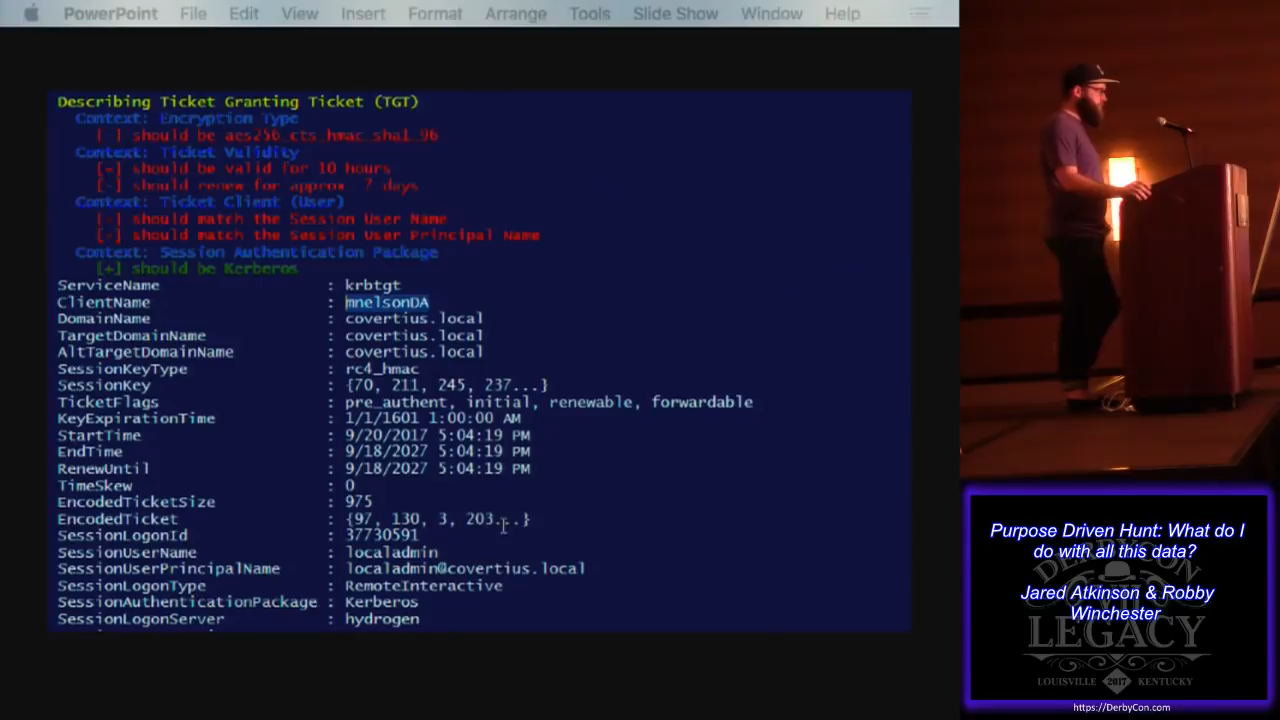 PowerPoint File Edit View Insert Format Arrange Tools Slide Show Window Help
Describing Ticket Granting Ticket (TGT)
Context: Encryption Type
[-] should be aes256_cts_hmac_sha1_96
Context: Ticket Validity
[-] should be valid for 10 hours
[-] should renew for approx. 7 days
Context: Ticket Client (User)
[-] should match the Session User Name
[-] should match the Session User Principal Name
Context: Session Authentication Package
[+] should be Kerberos
ServiceName : krbtgt
ClientName : mnelsonDA
DomainName : covertius.local
TargetDomainName : covertius.local
AltTargetDomainName : covertius.local
SessionKeyType : rc4_hmac
SessionKey : {70, 211, 245, 237...}
TicketFlags : pre_authent, initial, renewable, forwardable
KeyExpirationTime : 1/1/1601 1:00:00 AM
StartTime : 9/20/2017 5:04:19 PM
EndTime : 9/18/2027 5:04:19 PM
RenewUntil : 9/18/2027 5:04:19 PM
TimeSkew : 0
EncodedTicketSize : 975
EncodedTicket : {97, 130, 3, 203...}
SessionLogonId : 37730591
SessionUserName : localadmin
SessionUserPrincipalName : localadmin@covertius.local
SessionLogonType : RemoteInteractive
SessionAuthenticationPackage : Kerberos
SessionLogonServer : hydrogen
Purpose Driven Hunt: What do I
do with all this data?
Jared Atkinson & Robby
Winchester
DERBYCON
LEGACY
LOUISVILLE 2017 KENTUCKY
https://DerbyCon.com